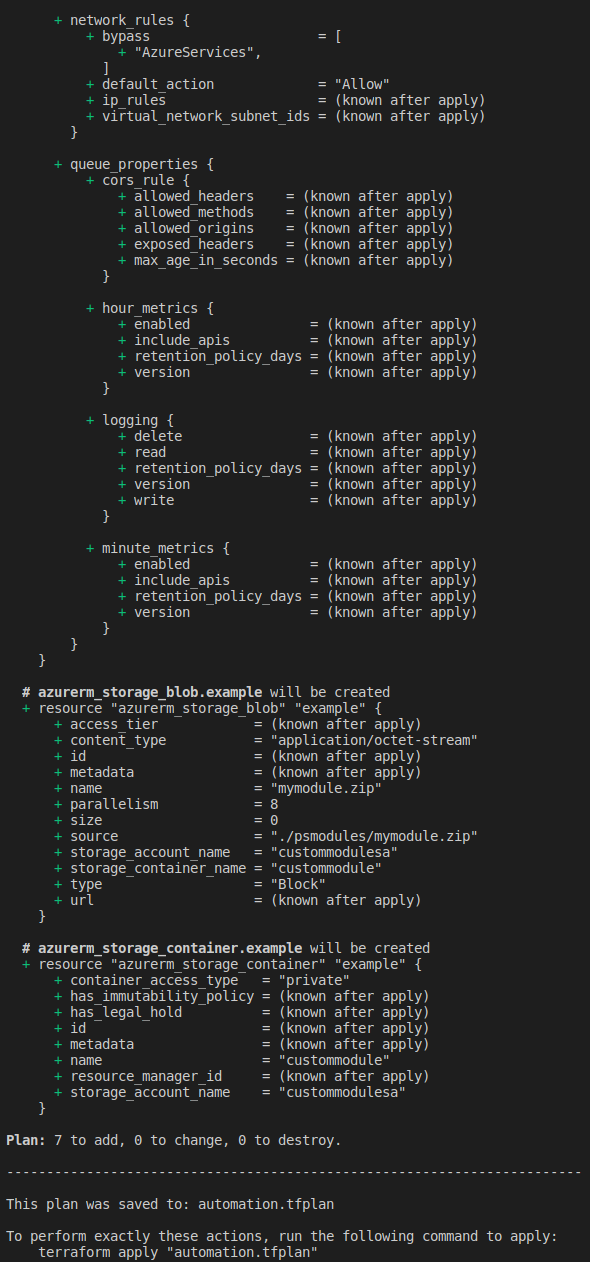 + network_rules {
+ bypass = [
+ "AzureServices",
]
+ default_action = "Allow"
+ ip_rules = (known after apply)
+ virtual_network_subnet_ids = (known after apply)
}
+ queue_properties {
+ cors_rule {
+ allowed_headers = (known after apply)
+ allowed_methods = (known after apply)
+ allowed_origins = (known after apply)
+ exposed_headers = (known after apply)
+ max_age_in_seconds = (known after apply)
}
+ hour_metrics {
+ enabled = (known after apply)
+ include_apis = (known after apply)
+ retention_policy_days = (known after apply)
+ version = (known after apply)
}
+ logging {
+ delete = (known after apply)
+ read = (known after apply)
+ retention_policy_days = (known after apply)
+ version = (known after apply)
+ write = (known after apply)
}
+ minute_metrics {
+ enabled = (known after apply)
+ include_apis = (known after apply)
+ retention_policy_days = (known after apply)
+ version = (known after apply)
}
}
}
# azurerm_storage_blob.example will be created
+ resource "azurerm_storage_blob" "example" {
+ access_tier = (known after apply)
+ content_type = "application/octet-stream"
+ id = (known after apply)
+ metadata = (known after apply)
+ name = "mymodule.zip"
+ parallelism = 8
+ size = 0
+ source = "./psmodules/mymodule.zip"
+ storage_account_name = "custommodulesa"
+ storage_container_name = "custommodule"
+ type = "Block"
+ url = (known after apply)
}
# azurerm_storage_container.example will be created
+ resource "azurerm_storage_container" "example" {
+ container_access_type = "private"
+ has_immutability_policy = (known after apply)
+ has_legal_hold = (known after apply)
+ id = (known after apply)
+ metadata = (known after apply)
+ name = "custommodule"
+ resource_manager_id = (known after apply)
+ storage_account_name = "custommodulesa"
}
Plan: 7 to add, 0 to change, 0 to destroy.
------------------------------------------------------------------------
This plan was saved to: automation.tfplan
To perform exactly these actions, run the following command to apply:
terraform apply "automation.tfplan"